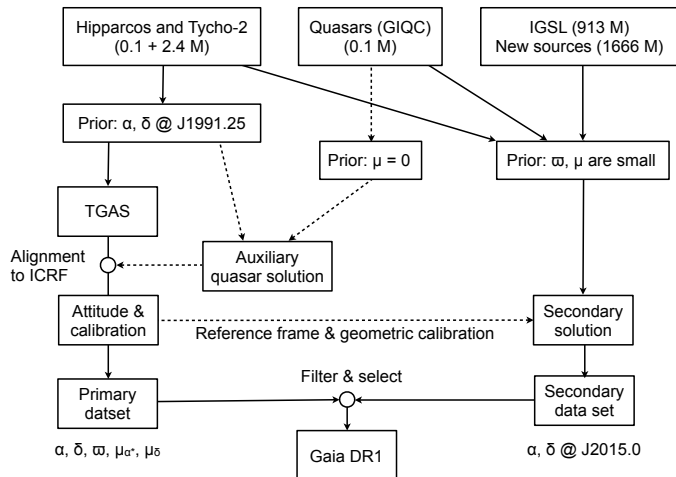 Hipparcos and Tycho-2
(0.1 + 2.4 M)
Quasars (GIQC)
(0.1 M)
IGSL (913 M)
New sources (1666 M)
Prior: α, δ @ J1991.25
Prior: μ = 0
Prior: ϖ, μ are small
TGAS
Alignment
to ICRF
Auxiliary
quasar solution
Attitude &
calibration
Reference frame & geometric calibration
Secondary
solution
Filter & select
Primary
datset
Secondary
data set
α, δ, ϖ, μα*, μδ
Gaia DR1
α, δ @ J2015.0